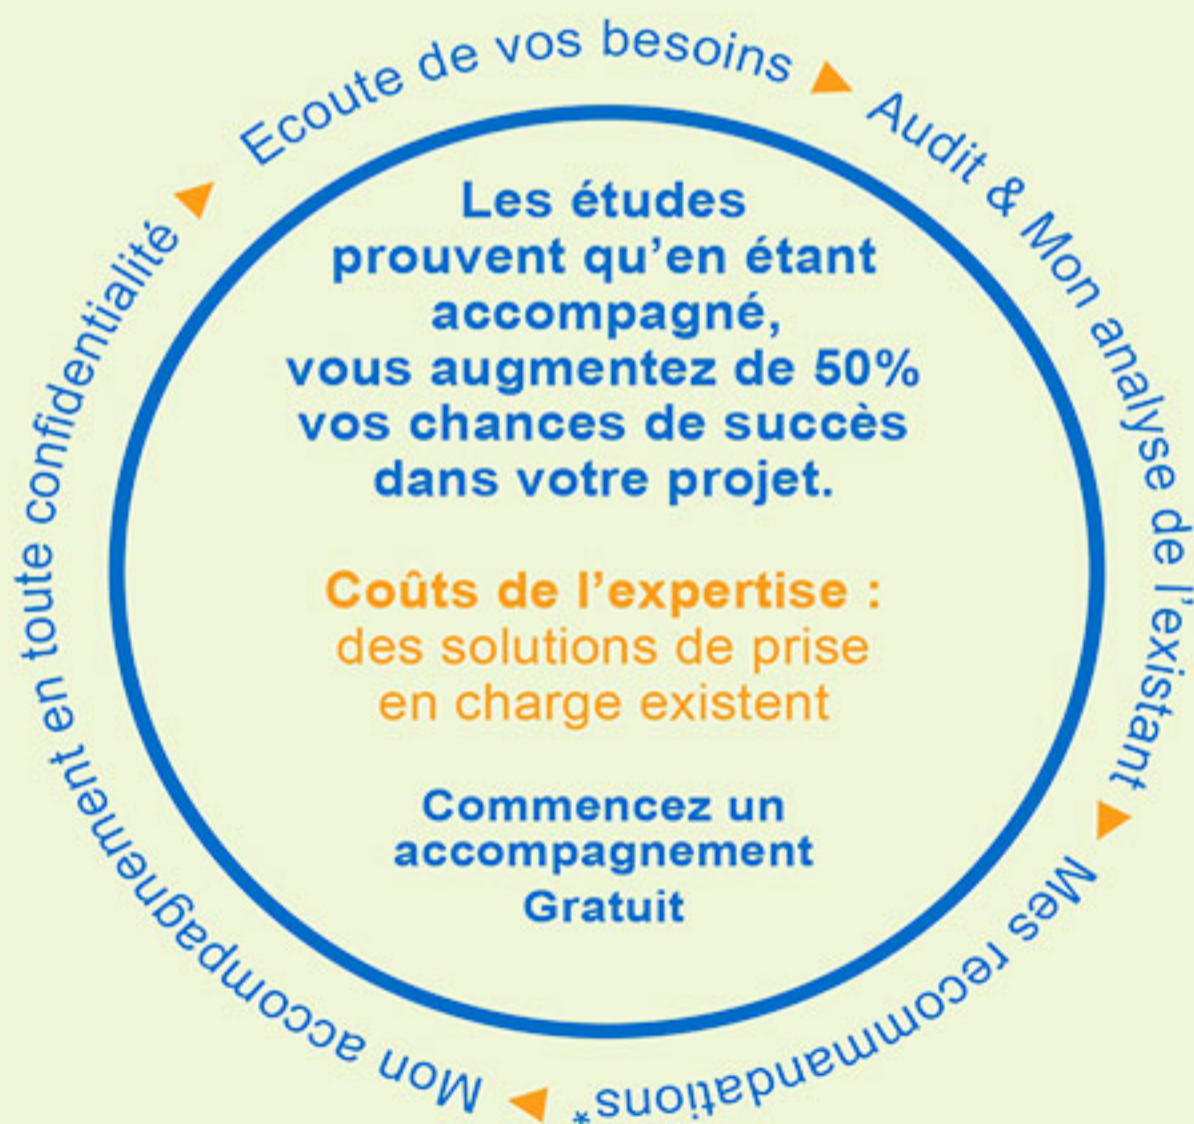 Ecoute de vos besoins
Audit & Mon analyse de l'existant
Mes recommandations*
Mon accompagnement en toute confidentialité
Les études
prouvent qu’en étant
accompagné,
vous augmentez de 50%
vos chances de succès
dans votre projet.
Coûts de l’expertise :
des solutions de prise
en charge existent
Commencez un
accompagnement
Gratuit